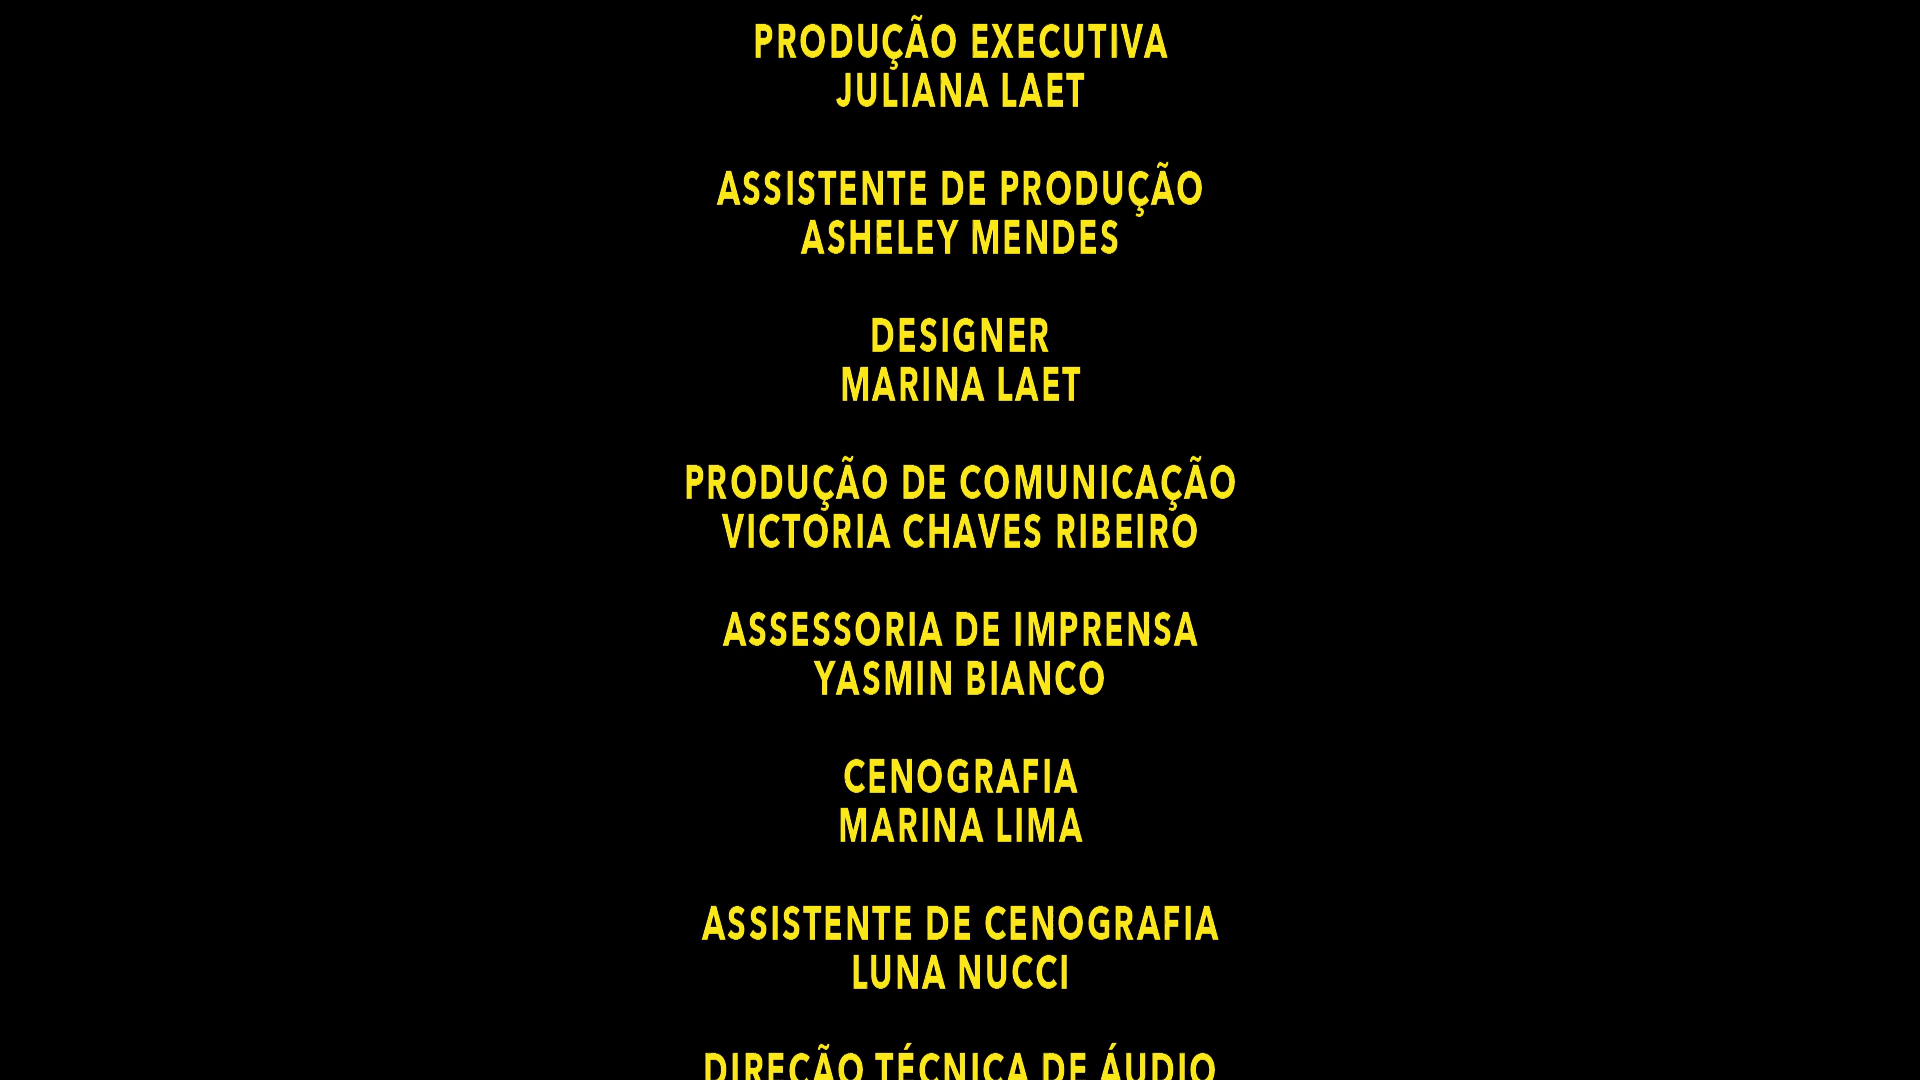 PRODUÇÃO EXECUTIVA
JULIANA LAET
ASSISTENTE DE PRODUÇÃO
ASHELEY MENDES
DESIGNER
MARINA LAET
PRODUÇÃO DE COMUNICAÇÃO
VICTORIA CHAVES RIBEIRO
ASSESSORIA DE IMPRENSA
YASMIN BIANCO
CENOGRAFIA
MARINA LIMA
ASSISTENTE DE CENOGRAFIA
LUNA NUCCI
DIREÇÃO TÉCNICA DE ÁUDIO